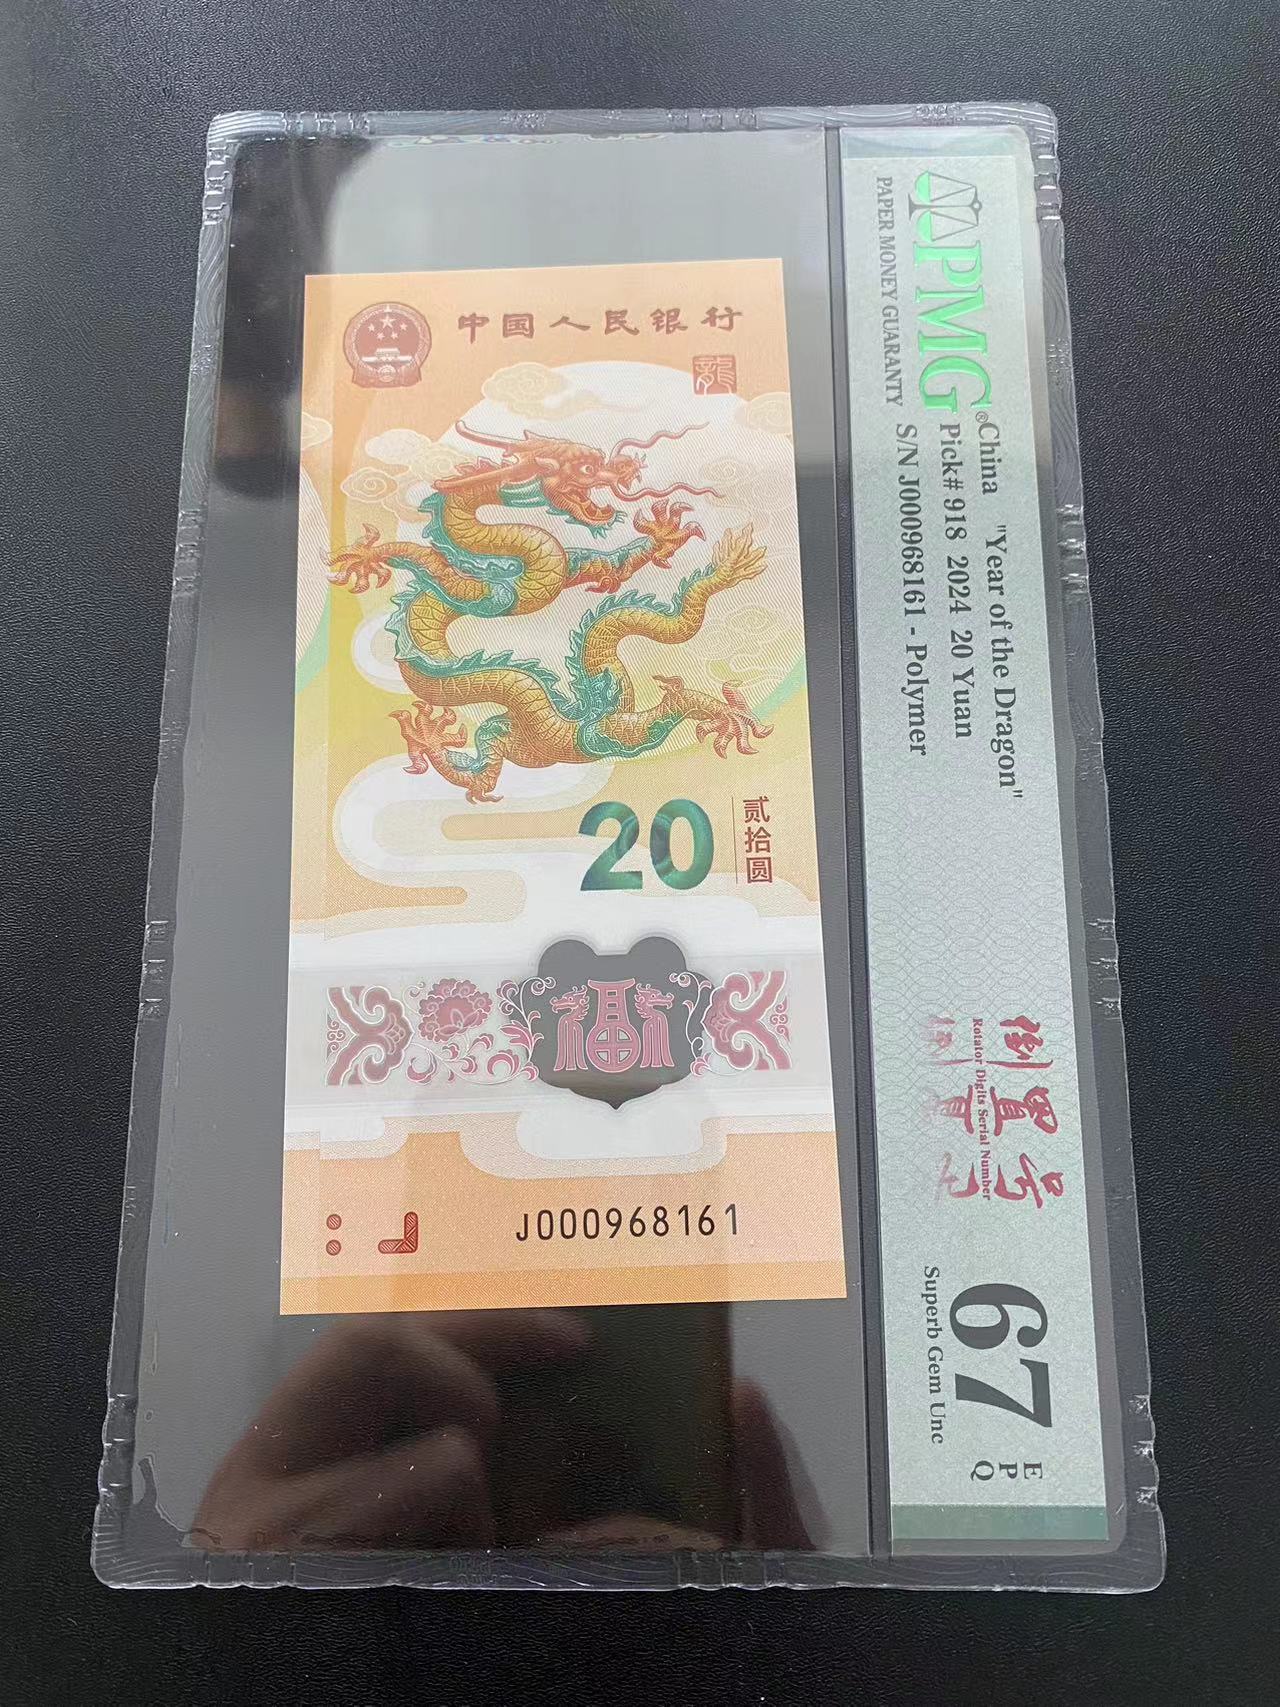 中国人民银行
龍
20
贰拾圆
福
J000968161
PMG®
PAPER MONEY GUARANTY
China "Year of the Dragon"
Pick# 918 2024 20 Yuan
S/N J000968161 - Polymer
倒置号
Rotator Digits Serial Number
67
EPQ
Superb Gem Unc